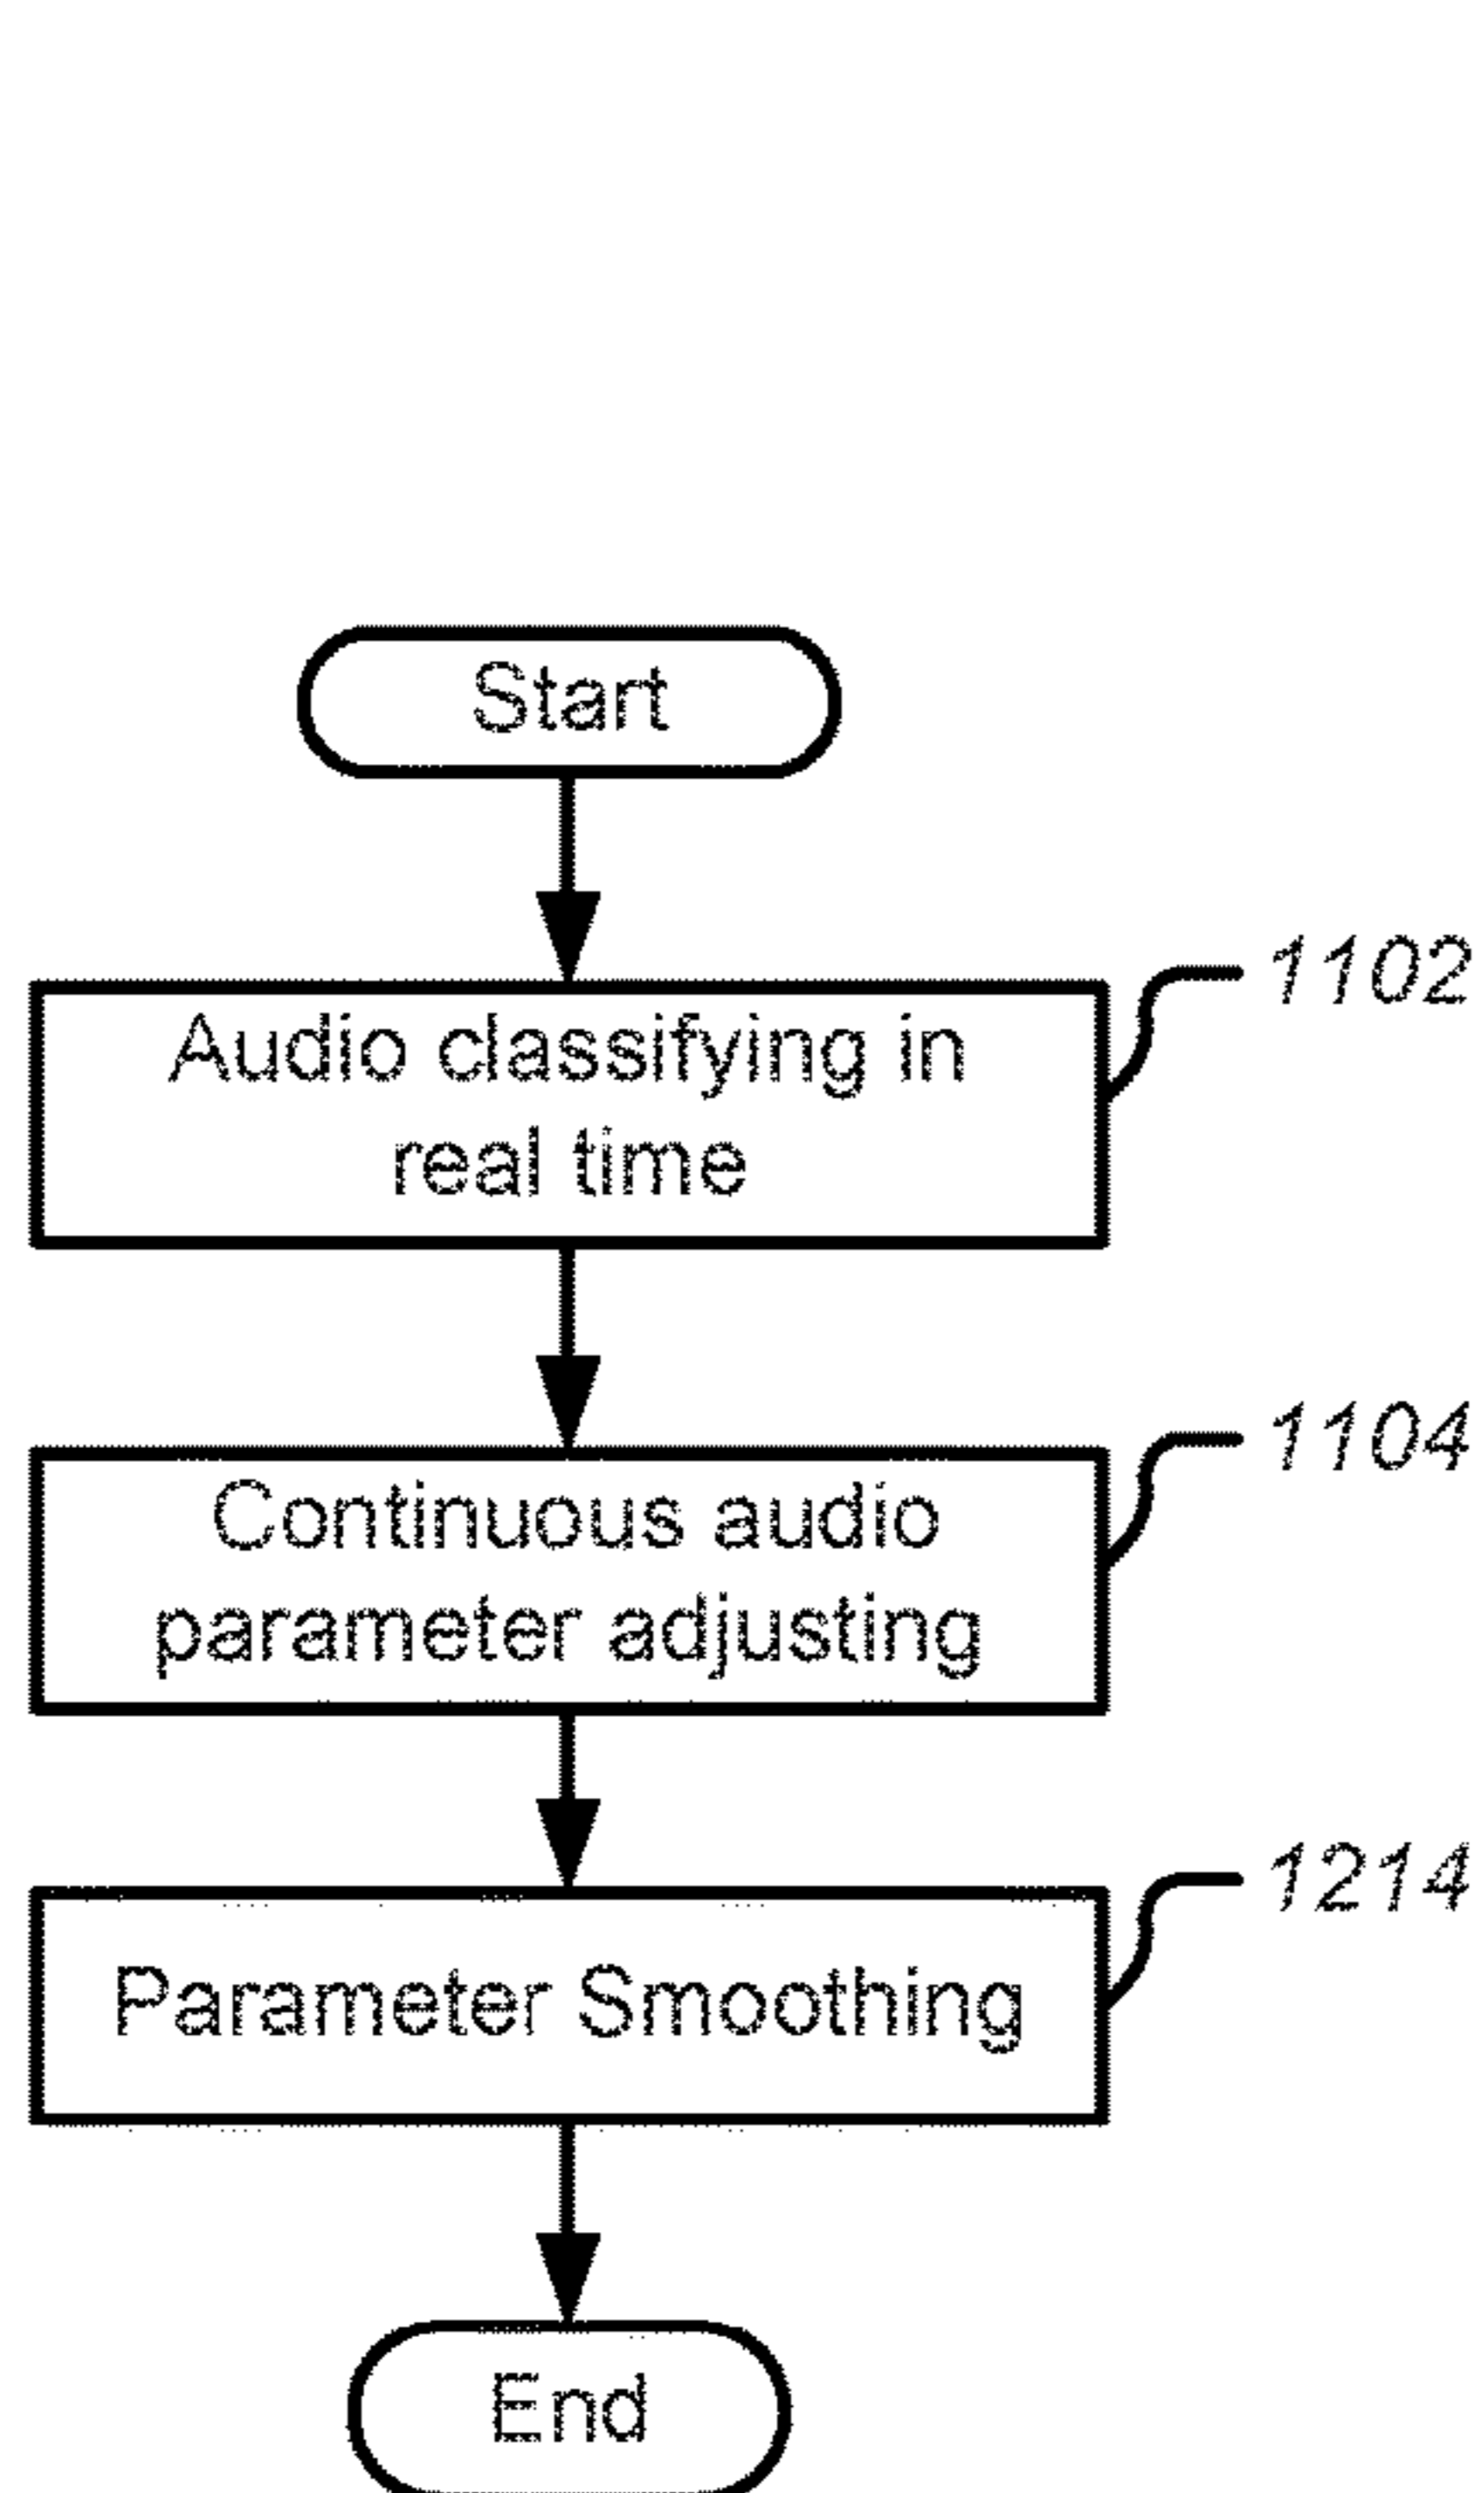 Start
1102
Audio classifying in
real time
1104
Continuous audio
parameter adjusting
1214
Parameter Smoothing
End